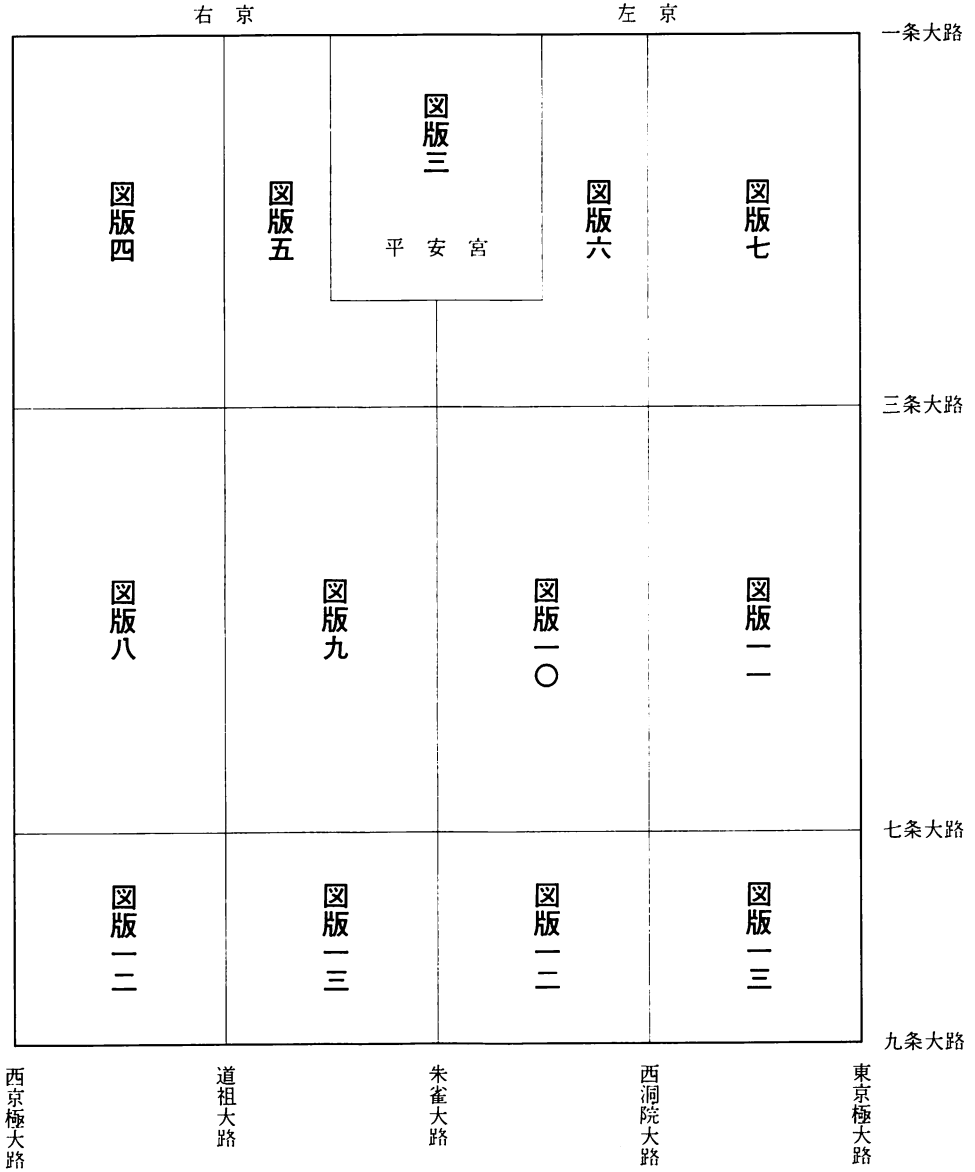 右京
左京
一条大路
図版三
平安宮
図版四
図版五
図版六
図版七
三条大路
図版八
図版九
図版一〇
図版一一
七条大路
図版一二
図版一三
図版一二
図版一三
九条大路
西京極大路
道祖大路
朱雀大路
西洞院大路
東京極大路